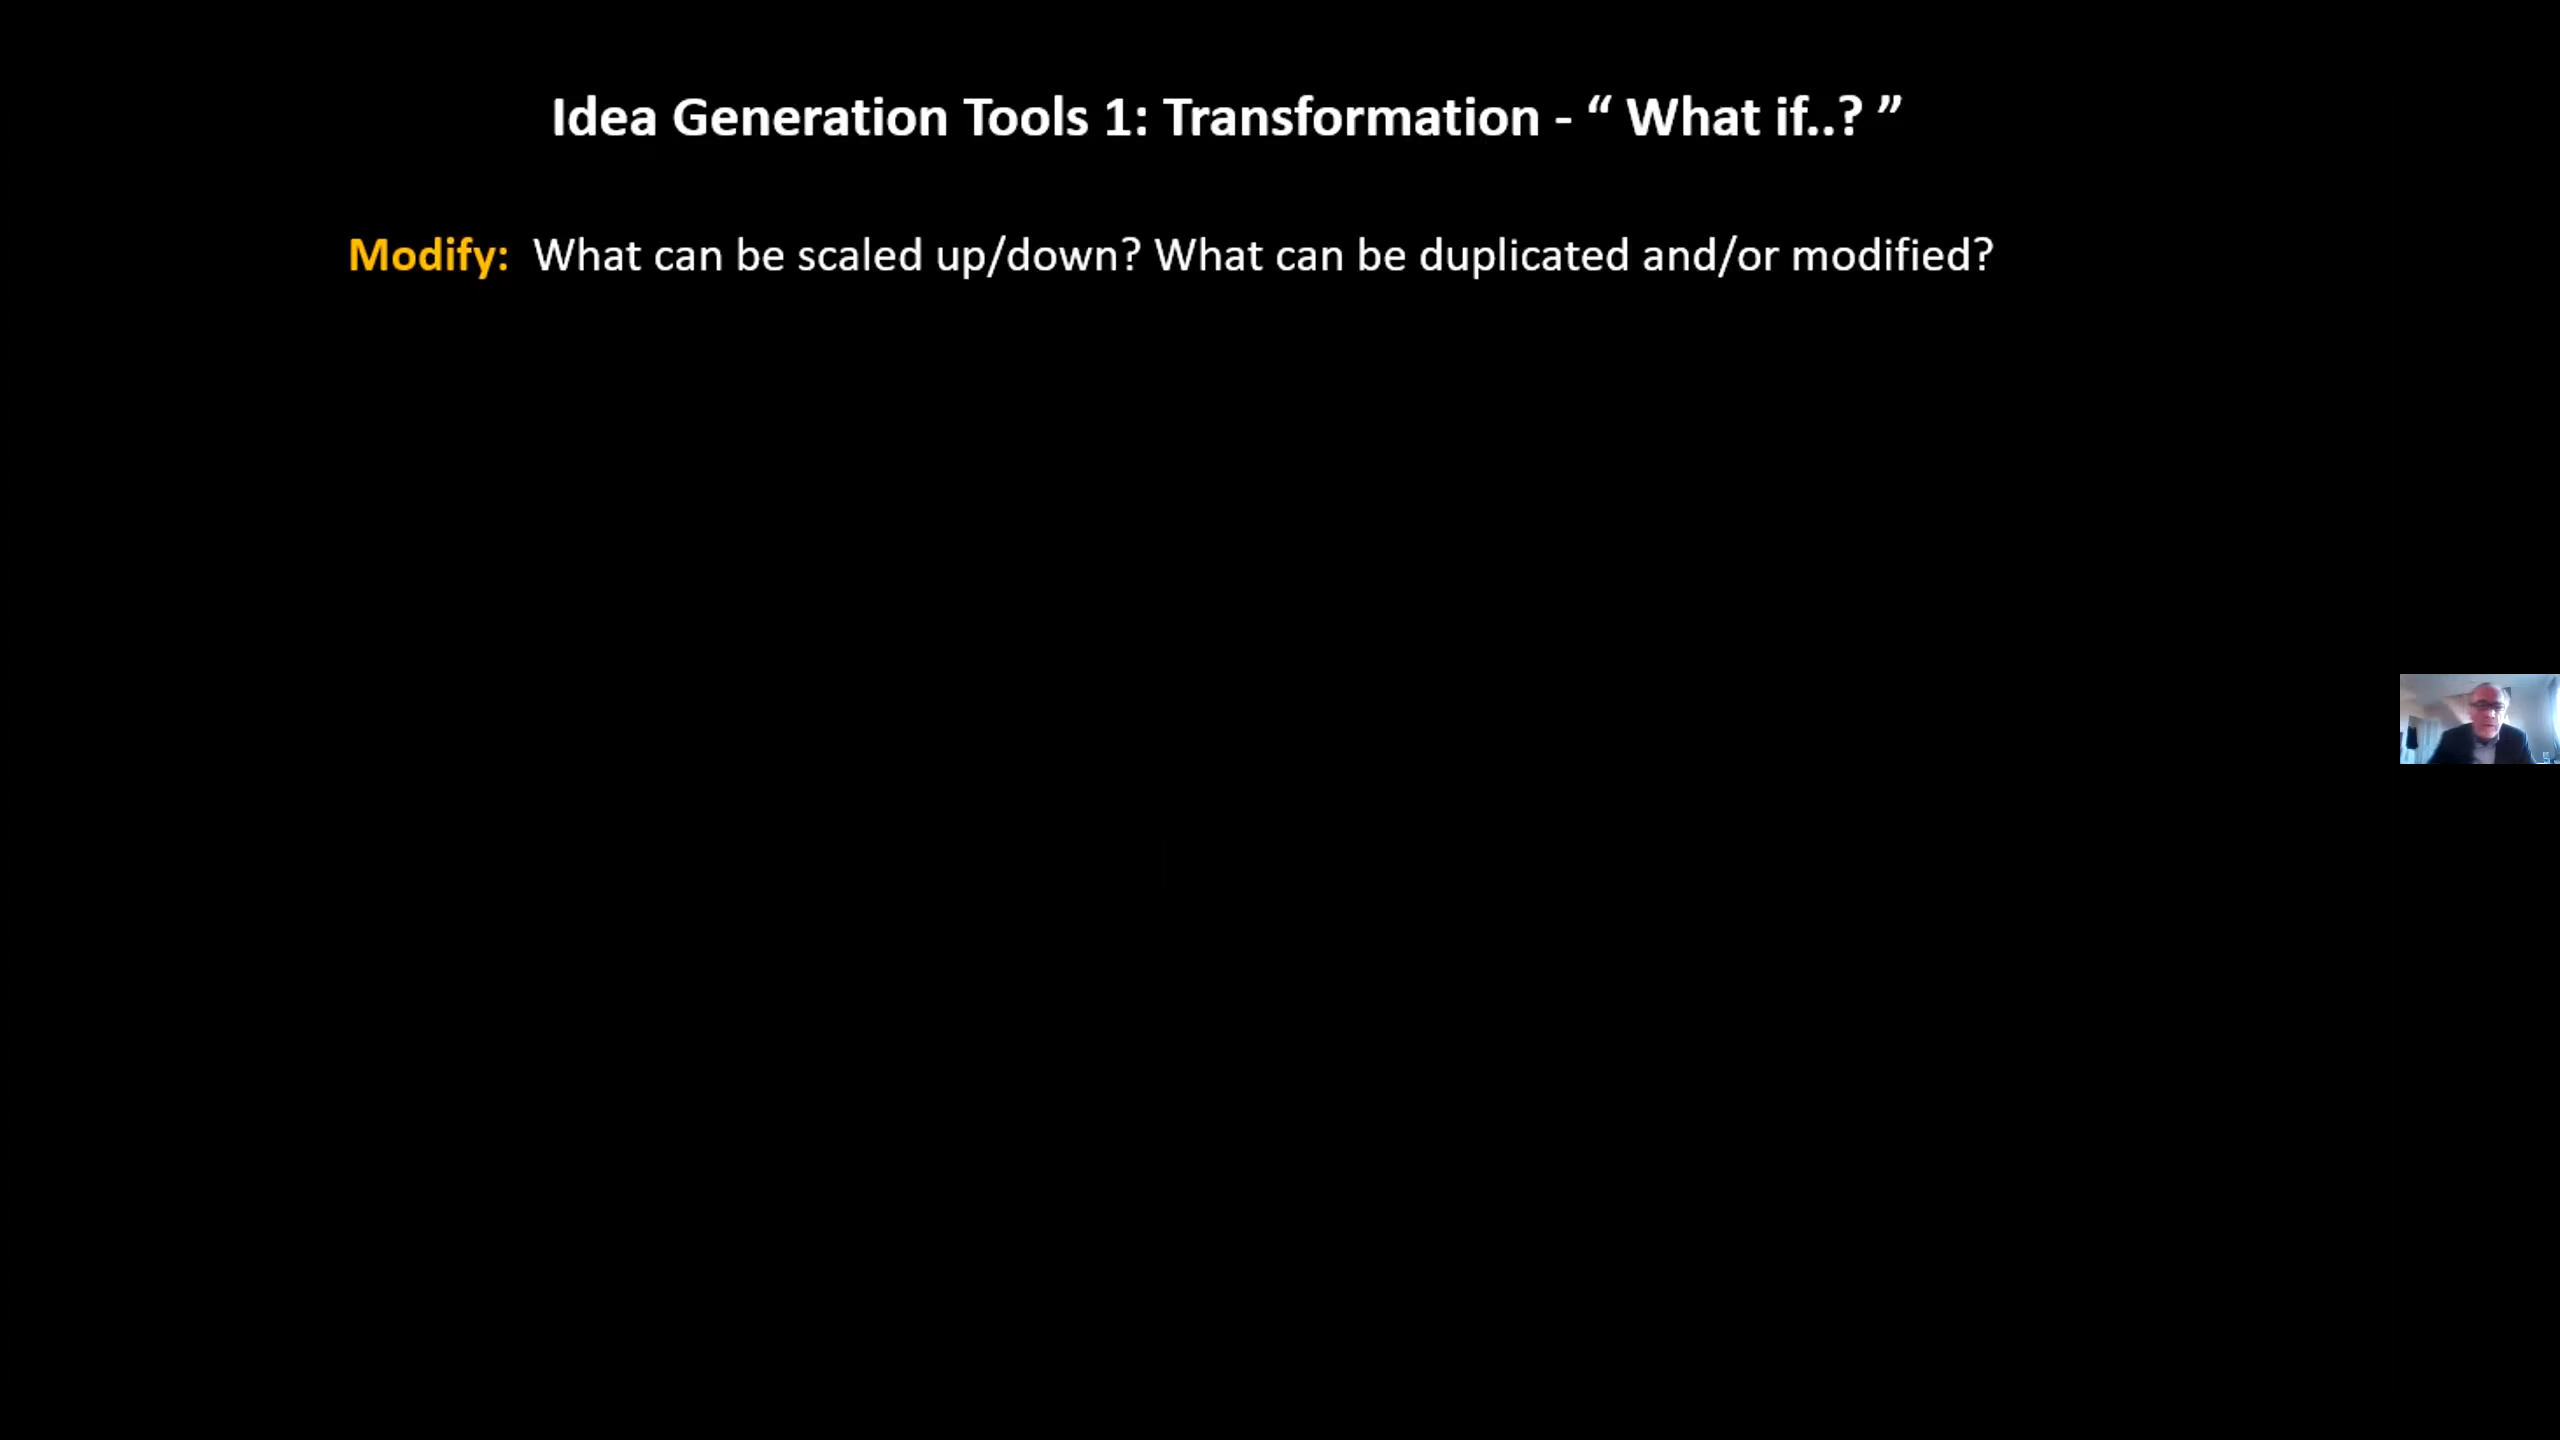 Idea Generation Tools 1: Transformation - “ What if..? ”
Modify: What can be scaled up/down? What can be duplicated and/or modified?